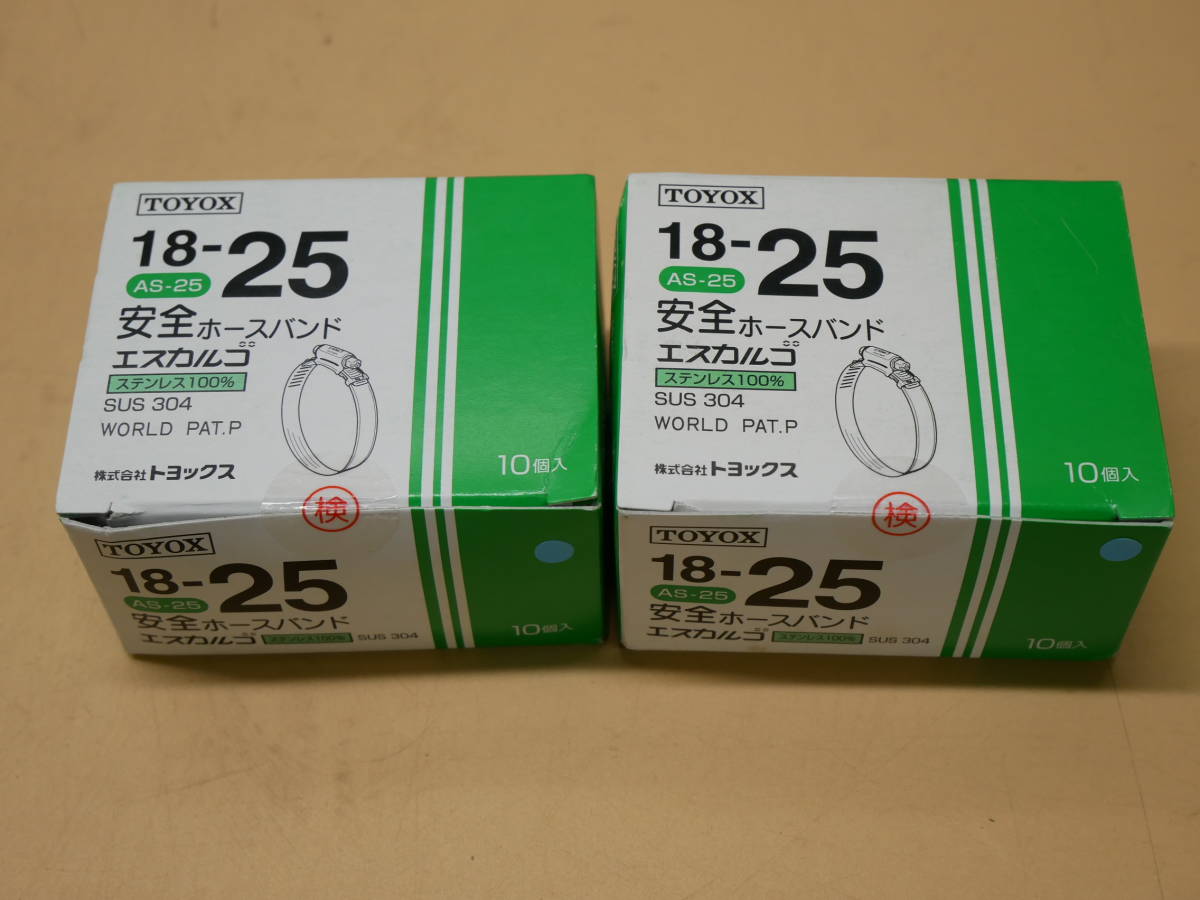 TOYOX
18-25
AS-25
安全ホースバンド
エスカルゴ
ステンレス100%
SUS 304
WORLD PAT.P
株式会社トヨックス
10個入
検
TOYOX
18-25
AS-25
安全ホースバンド
エスカルゴ ステンレス100% SUS 304
10個入
TOYOX
18-25
AS-25
安全ホースバンド
エスカルゴ
ステンレス100%
SUS 304
WORLD PAT.P
株式会社トヨックス
10個入
検
TOYOX
18-25
AS-25
安全ホースバンド
エスカルゴ ステンレス100% SUS 304
10個入